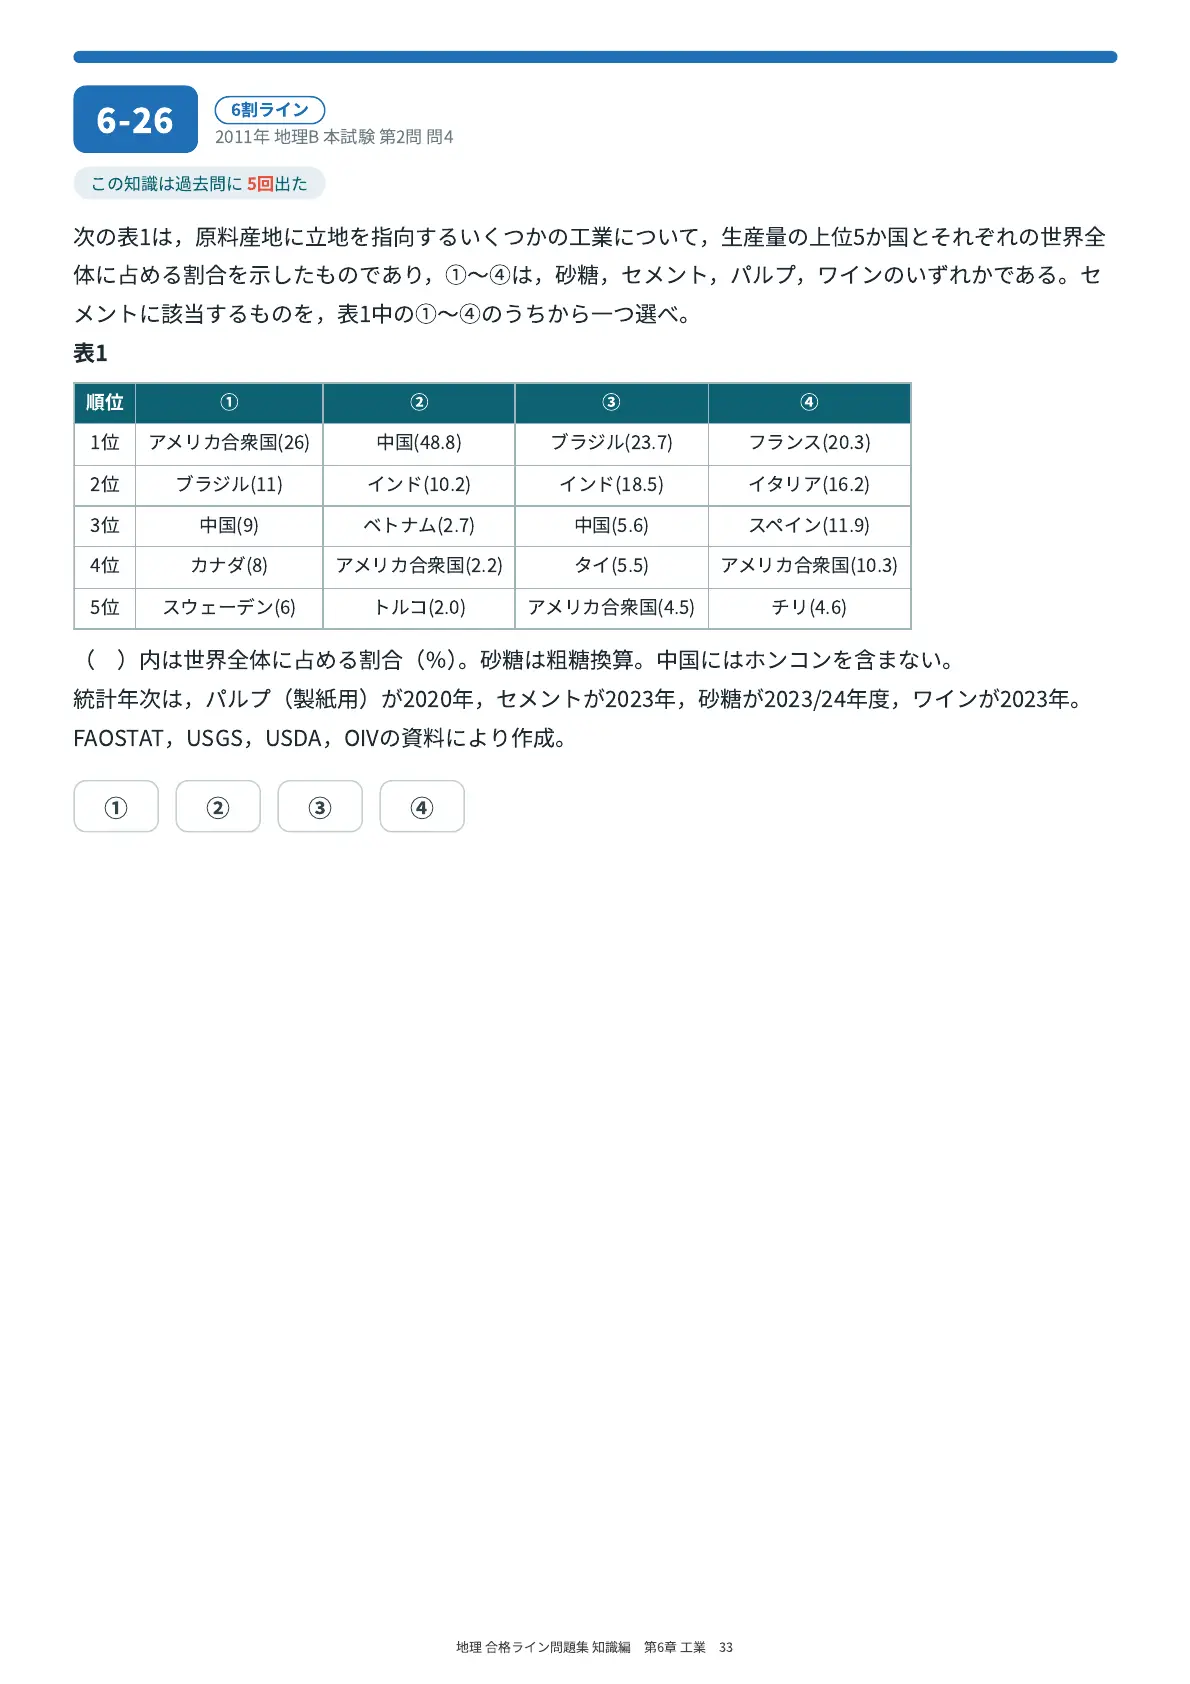 6-26
6割ライン
2011年 地理B 本試験 第2問 問4
この知識は過去問に 5回出た
次の表1は，原料産地に立地を指向するいくつかの工業について，生産量の上位5か国とそれぞれの世界全
体に占める割合を示したものであり，①～④は，砂糖，セメント，パルプ，ワインのいずれかである。セ
メントに該当するものを，表1中の①～④のうちから一つ選べ。
表1
順位 ① ② ③ ④
1位 アメリカ合衆国(26) 中国(48.8) ブラジル(23.7) フランス(20.3)
2位 ブラジル(11) インド(10.2) インド(18.5) イタリア(16.2)
3位 中国(9) ベトナム(2.7) 中国(5.6) スペイン(11.9)
4位 カナダ(8) アメリカ合衆国(2.2) タイ(5.5) アメリカ合衆国(10.3)
5位 スウェーデン(6) トルコ(2.0) アメリカ合衆国(4.5) チリ(4.6)
（　）内は世界全体に占める割合（%）。砂糖は粗糖換算。中国にはホンコンを含まない。
統計年次は，パルプ（製紙用）が2020年，セメントが2023年，砂糖が2023/24年度，ワインが2023年。
FAOSTAT，USGS，USDA，OIVの資料により作成。
① ② ③ ④
地理 合格ライン問題集 知識編　第6章 工業　33